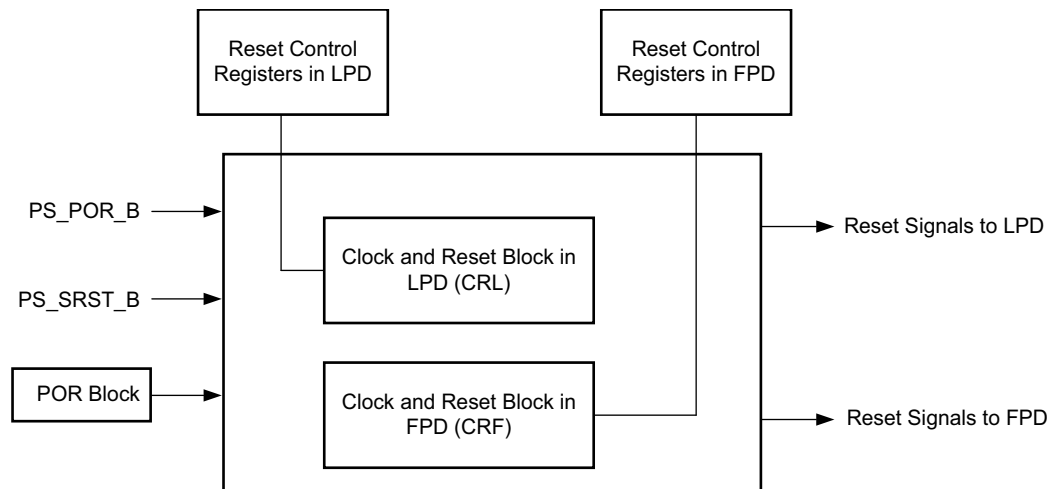 Reset Control
Registers in LPD
Reset Control
Registers in FPD
PS_POR_B
PS_SRST_B
POR Block
Clock and Reset Block in
LPD (CRL)
Clock and Reset Block in
FPD (CRF)
Reset Signals to LPD
Reset Signals to FPD